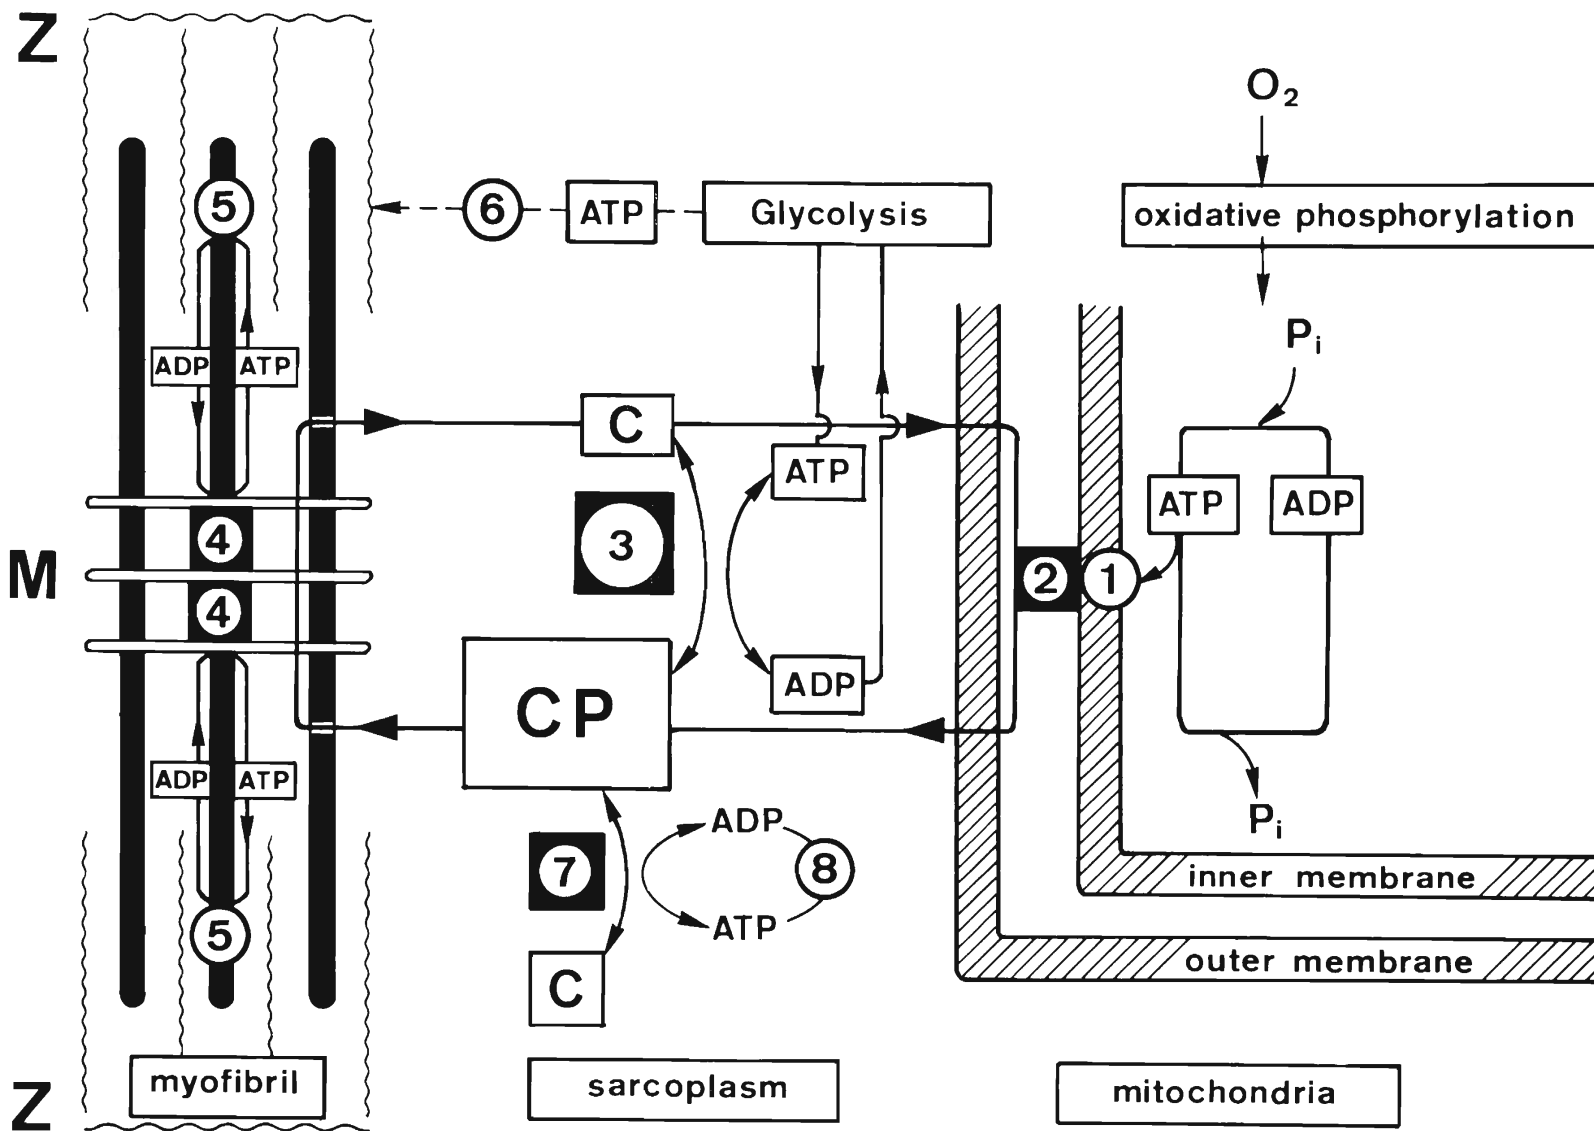 Z
O2
5
6
ATP
Glycolysis
oxidative phosphorylation
Pi
ADP
ATP
C
ATP
ATP
ADP
3
4
M
2
1
4
CP
ADP
ADP
ATP
ADP
Pi
7
8
ATP
5
inner membrane
outer membrane
C
myofibril
sarcoplasm
mitochondria
Z